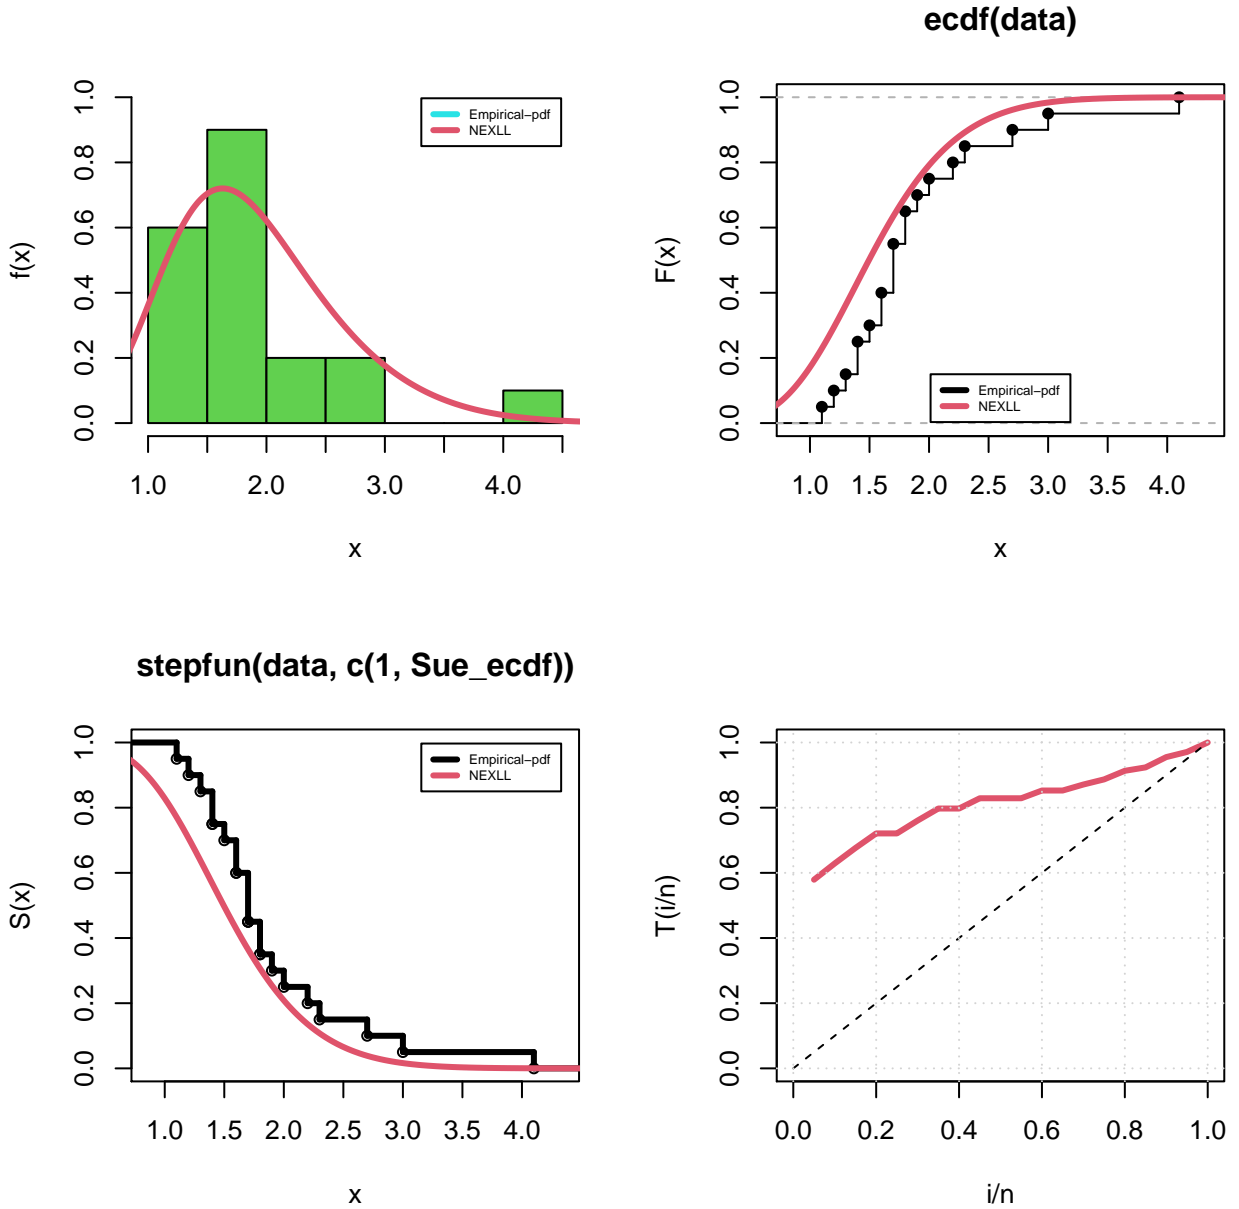 f(x)
0.0 0.2 0.4 0.6 0.8 1.0
Empirical−pdf
NEXLL
1.0 2.0 3.0 4.0
x
ecdf(data)
F(x)
0.0 0.2 0.4 0.6 0.8 1.0
Empirical−pdf
NEXLL
1.0 1.5 2.0 2.5 3.0 3.5 4.0
x
stepfun(data, c(1, Sue_ecdf))
S(x)
0.0 0.2 0.4 0.6 0.8 1.0
Empirical−pdf
NEXLL
1.0 1.5 2.0 2.5 3.0 3.5 4.0
x
T(i/n)
0.0 0.2 0.4 0.6 0.8 1.0
0.0 0.2 0.4 0.6 0.8 1.0
i/n